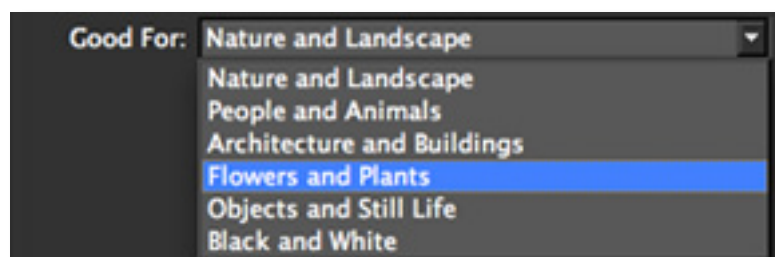 Good For: Nature and Landscape
Nature and Landscape
People and Animals
Architecture and Buildings
Flowers and Plants
Objects and Still Life
Black and White